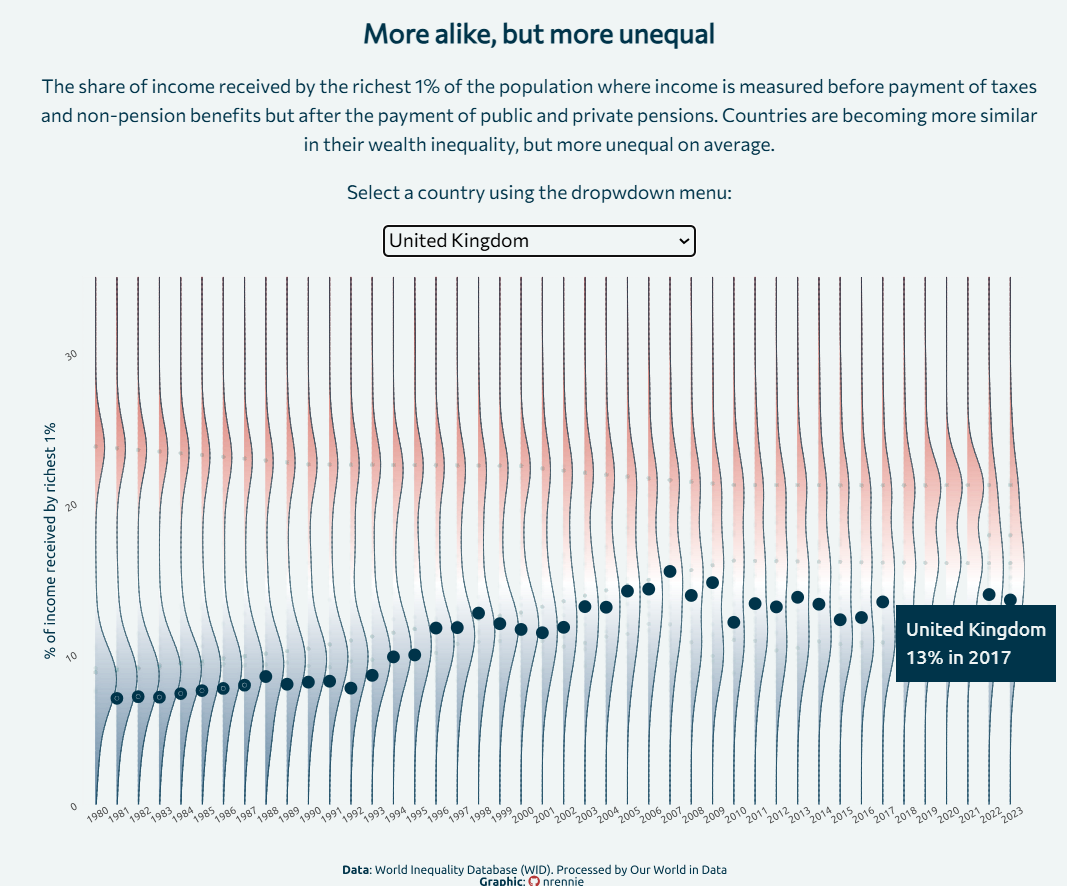 More alike, but more unequal
The share of income received by the richest 1% of the population where income is measured before payment of taxes
and non-pension benefits but after the payment of public and private pensions. Countries are becoming more similar
in their wealth inequality, but more unequal on average.
Select a country using the dropwdown menu:
United Kingdom
% of income received by richest 1%
30
20
10
0
United Kingdom
13% in 2017
1980 1981 1982 1983 1984 1985 1986 1987 1988 1989 1990 1991 1992 1993 1994 1995 1996 1997 1998 1999 2000 2001 2002 2003 2004 2005 2006 2007 2008 2009 2010 2011 2012 2013 2014 2015 2016 2017 2018 2019 2020 2021 2022 2023
Data: World Inequality Database (WID). Processed by Our World in Data
Graphic: nrennie